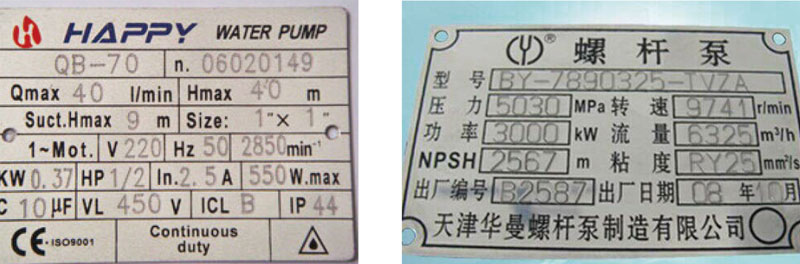 HAPPY WATER PUMP
QB-70 n. 06020149
Qmax 40 l/min Hmax 40 m
Suct.Hmax 9 m Size: 1"× 1"
1~Mot. V 220 Hz 50 2850min⁻¹
KW 0.37 HP 1/2 In.2.5 A 550 W.max
C 10 µF VL 450 V ICL B IP 44
CE - ISO9001 Continuous duty
® 螺杆泵
型号 BY-7890325-TVZA
压力 5030 MPa 转速 9741 r/min
功率 3000 kW 流量 6325 m³/h
NPSH 2567 m 粘度 RY25 mm²/s
出厂编号 B2587 出厂日期 08 年 10 月
天津华曼螺杆泵制造有限公司